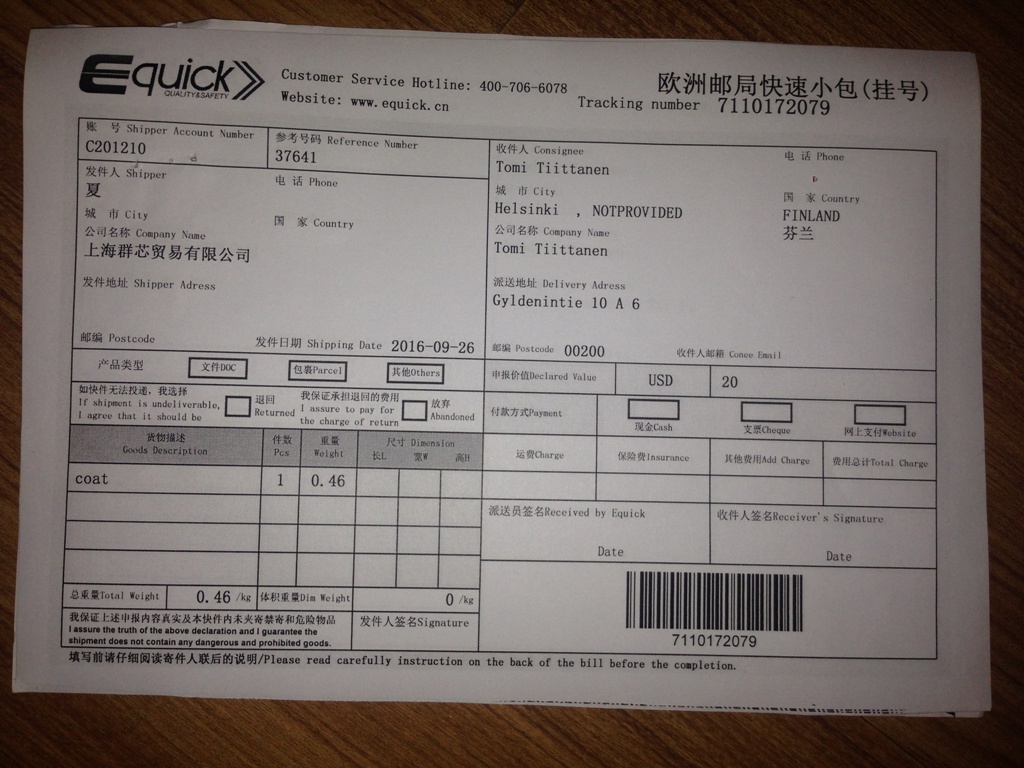 Equick
QUALITY&SAFETY
Customer Service Hotline: 400-706-6078
Website: www.equick.cn
欧洲邮局快速小包(挂号)
Tracking number 7110172079
账 号 Shipper Account Number
C201210
参考号码 Reference Number
37641
发件人 Shipper
夏
电 话 Phone
城 市 City
国 家 Country
公司名称 Company Name
上海群芯贸易有限公司
发件地址 Shipper Adress
邮编 Postcode
发件日期 Shipping Date 2016-09-26
收件人 Consignee
Tomi Tiittanen
电 话 Phone
城 市 City
Helsinki , NOTPROVIDED
国 家 Country
FINLAND
芬兰
公司名称 Company Name
Tomi Tiittanen
派送地址 Delivery Adress
Gyldenintie 10 A 6
邮编 Postcode 00200
收件人邮箱 Conee Email
产品类型 文件DOC 包裹Parcel 其他Others
申报价值Declared Value USD 20
如快件无法投递，我选择
If shipment is undeliverable,
I agree that it should be
退回
Returned
我保证承担退回的费用
I assure to pay for
the charge of return
放弃
Abandoned
付款方式Payment
现金Cash 支票Cheque 网上支付Website
货物描述
Goods Description
件数
Pcs
重量
Weight
尺寸 Dimension
长L 宽W 高H
运费Charge 保险费Insurance 其他费用Add Charge 费用总计Total Charge
coat 1 0.46
派送员签名Received by Equick
Date
收件人签名Receiver's Signature
Date
总重量Total Weight 0.46 /kg 体积重量Dim Weight 0 /kg
我保证上述申报内容真实及本快件内未夹寄禁寄和危险物品
I assure the truth of the above declaration and I guarantee the
shipment does not contain any dangerous and prohibited goods.
发件人签名Signature
7110172079
填写前请仔细阅读寄件人联后的说明/Please read carefully instruction on the back of the bill before the completion.